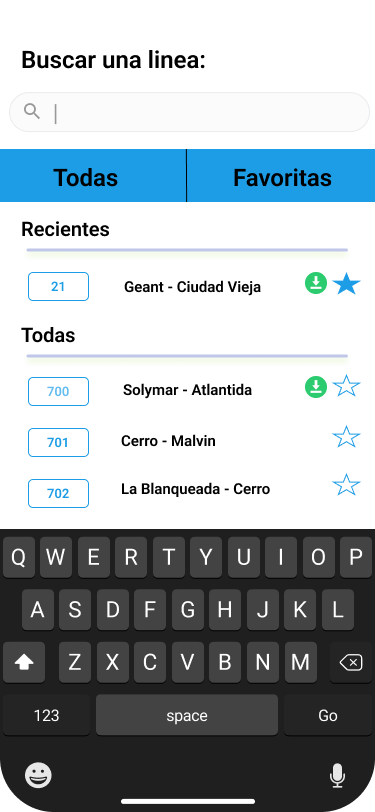 Buscar una linea:
Todas Favoritas
Recientes
21 Geant - Ciudad Vieja
Todas
700 Solymar - Atlantida
701 Cerro - Malvin
702 La Blanqueada - Cerro
Q W E R T Y U I O P
A S D F G H J K L
Z X C V B N M
123 space Go